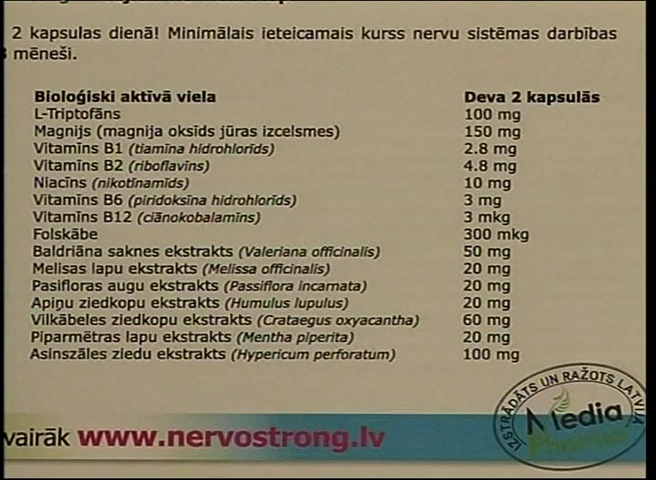 2 kapsulas dienā! Minimālais ieteicamais kurss nervu sistēmas darbības
mēneši.
Bioloģiski aktīvā viela Deva 2 kapsulās
L-Triptofāns 100 mg
Magnijs (magnija oksīds jūras izcelsmes) 150 mg
Vitamīns B1 (tiamīna hidrohlorīds) 2.8 mg
Vitamīns B2 (riboflavīns) 4.8 mg
Niacīns (nikotīnamīds) 10 mg
Vitamīns B6 (piridoksīna hidrohlorīds) 3 mg
Vitamīns B12 (ciānokobalamīns) 3 mkg
Folskābe 300 mkg
Baldriāna saknes ekstrakts (Valeriana officinalis) 50 mg
Melisas lapu ekstrakts (Melissa officinalis) 20 mg
Pasifloras augu ekstrakts (Passiflora incarnata) 20 mg
Apiņu ziedkopu ekstrakts (Humulus lupulus) 20 mg
Vilkābeles ziedkopu ekstrakts (Crataegus oxyacantha) 60 mg
Piparmētras lapu ekstrakts (Mentha piperita) 20 mg
Asinszāles ziedu ekstrakts (Hypericum perforatum) 100 mg
vairāk www.nervostrong.lv
IZSTRĀDĀTS UN RAŽOTS LATVIJĀ
Media
Pharma